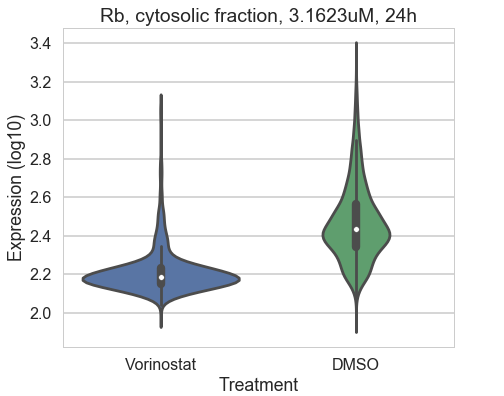 Rb, cytosolic fraction, 3.1623uM, 24h
Expression (log10)
3.4
3.2
3.0
2.8
2.6
2.4
2.2
2.0
Vorinostat
DMSO
Treatment